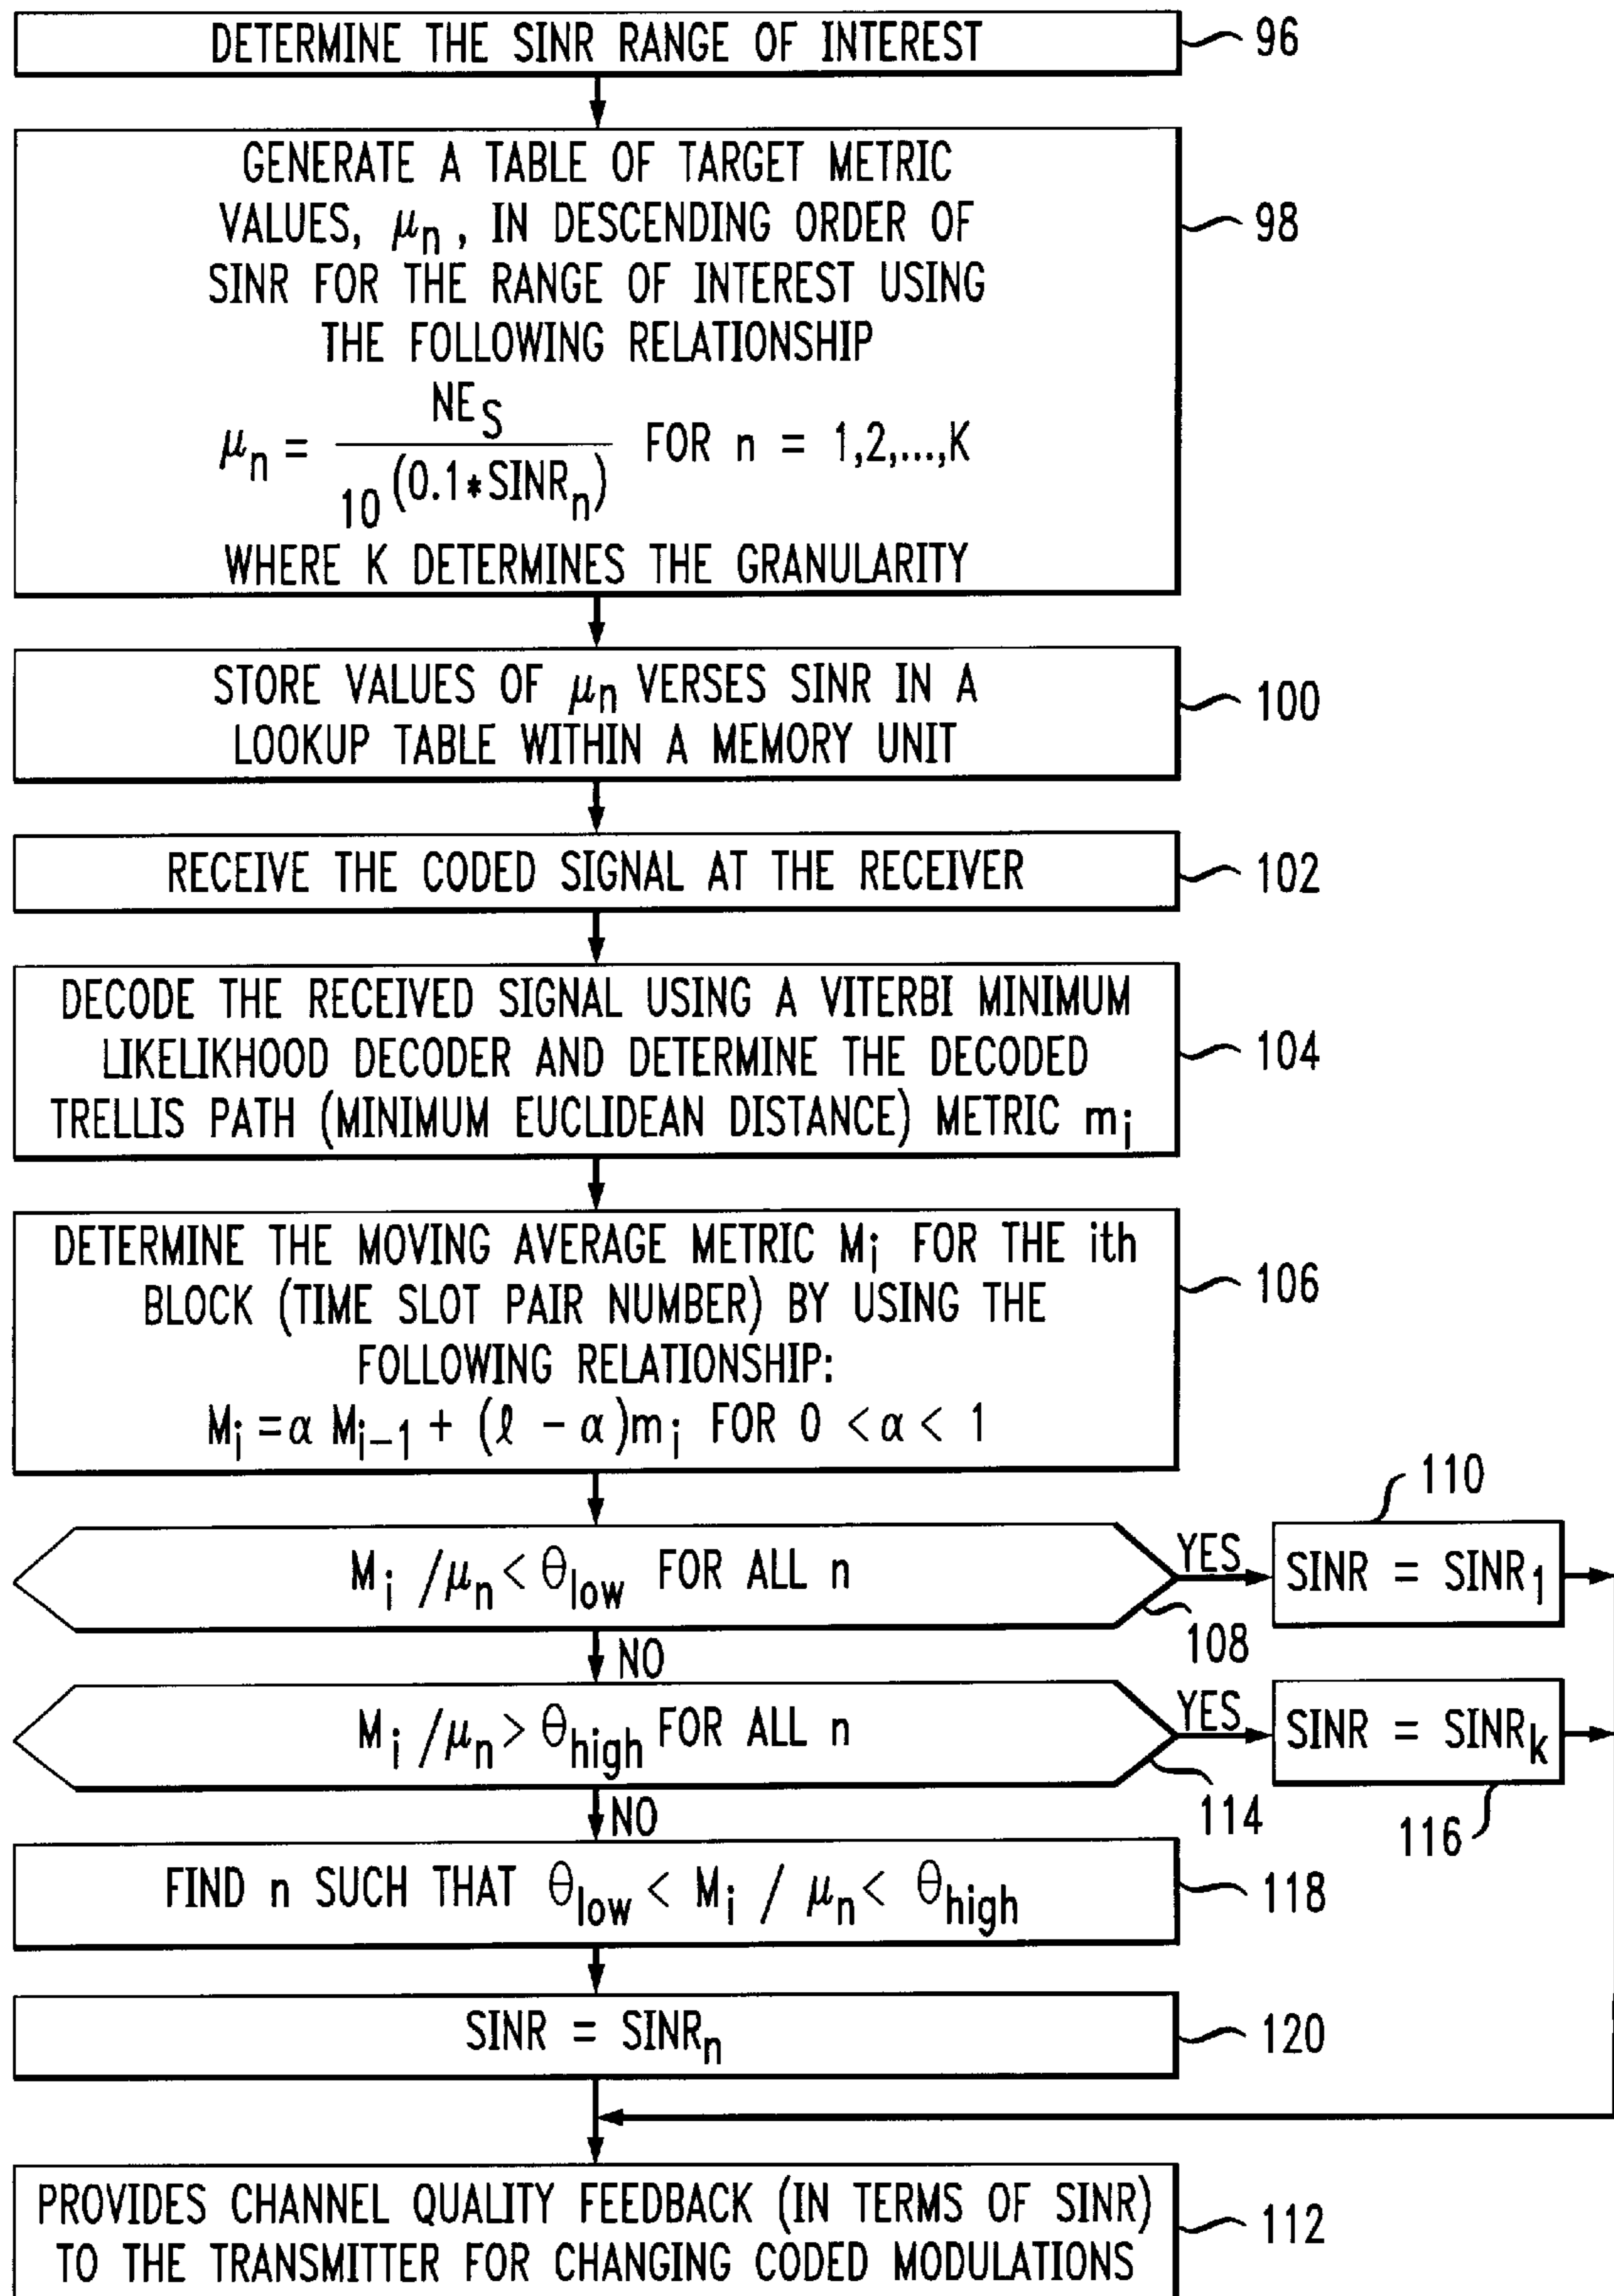 DETERMINE THE SINR RANGE OF INTEREST
96
GENERATE A TABLE OF TARGET METRIC
VALUES, μn, IN DESCENDING ORDER OF
SINR FOR THE RANGE OF INTEREST USING
THE FOLLOWING RELATIONSHIP
μn = NES / 10(0.1*SINRn) FOR n = 1,2,...,K
WHERE K DETERMINES THE GRANULARITY
98
STORE VALUES OF μn VERSES SINR IN A
LOOKUP TABLE WITHIN A MEMORY UNIT
100
RECEIVE THE CODED SIGNAL AT THE RECEIVER
102
DECODE THE RECEIVED SIGNAL USING A VITERBI MINIMUM
LIKELIKHOOD DECODER AND DETERMINE THE DECODED
TRELLIS PATH (MINIMUM EUCLIDEAN DISTANCE) METRIC mi
104
DETERMINE THE MOVING AVERAGE METRIC Mi FOR THE ith
BLOCK (TIME SLOT PAIR NUMBER) BY USING THE
FOLLOWING RELATIONSHIP:
Mi = α Mi-1 + (ℓ - α)mi FOR 0 < α < 1
106
Mi /μn < θlow FOR ALL n
108
YES
SINR = SINR1
110
NO
Mi /μn > θhigh FOR ALL n
114
YES
SINR = SINRk
116
NO
FIND n SUCH THAT θlow < Mi / μn < θhigh
118
SINR = SINRn
120
PROVIDES CHANNEL QUALITY FEEDBACK (IN TERMS OF SINR)
TO THE TRANSMITTER FOR CHANGING CODED MODULATIONS
112